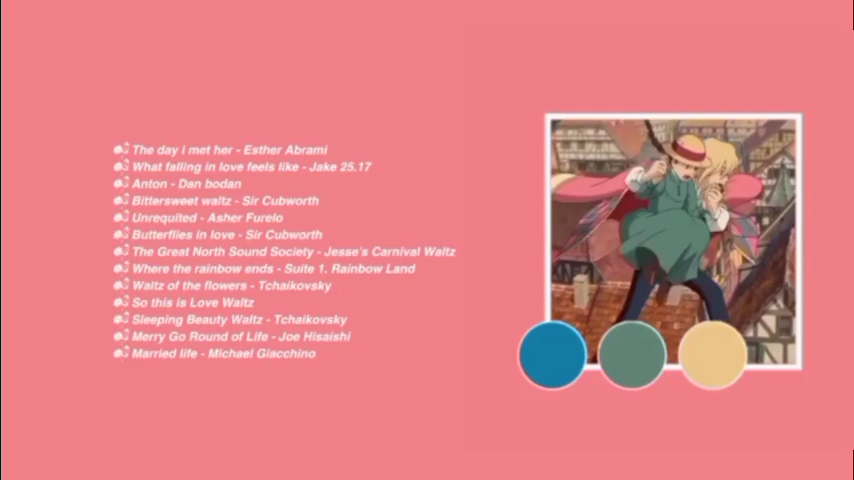 The day i met her - Esther Abrami
What falling in love feels like - Jake 25.17
Anton - Dan bodan
Bittersweet waltz - Sir Cubworth
Unrequited - Asher Furelo
Butterflies in love - Sir Cubworth
The Great North Sound Society - Jesse's Carnival Waltz
Where the rainbow ends - Suite 1. Rainbow Land
Waltz of the flowers - Tchaikovsky
So this is Love Waltz
Sleeping Beauty Waltz - Tchaikovsky
Merry Go Round of Life - Joe Hisaishi
Married life - Michael Giacchino